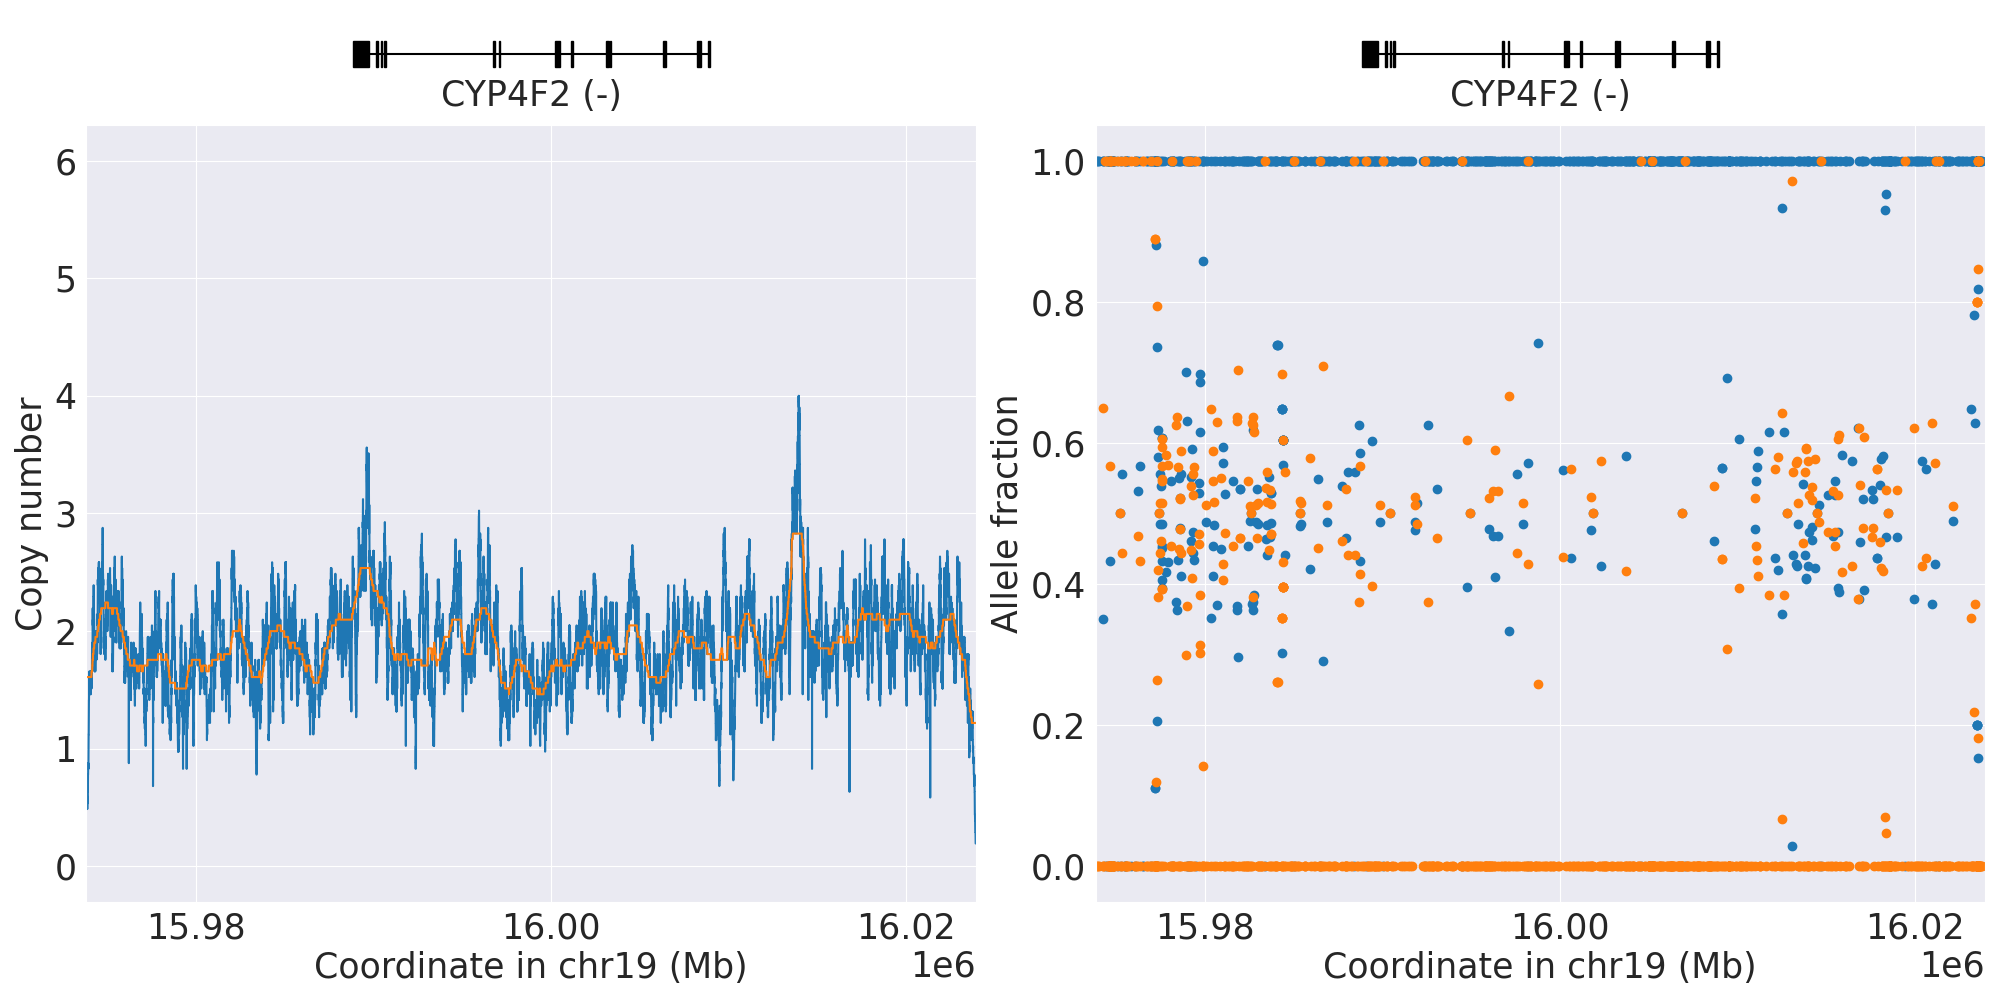 CYP4F2 (-)
Copy number
6
5
4
3
2
1
0
15.98
16.00
16.02
Coordinate in chr19 (Mb)
1e6
CYP4F2 (-)
Allele fraction
1.0
0.8
0.6
0.4
0.2
0.0
15.98
16.00
16.02
Coordinate in chr19 (Mb)
1e6